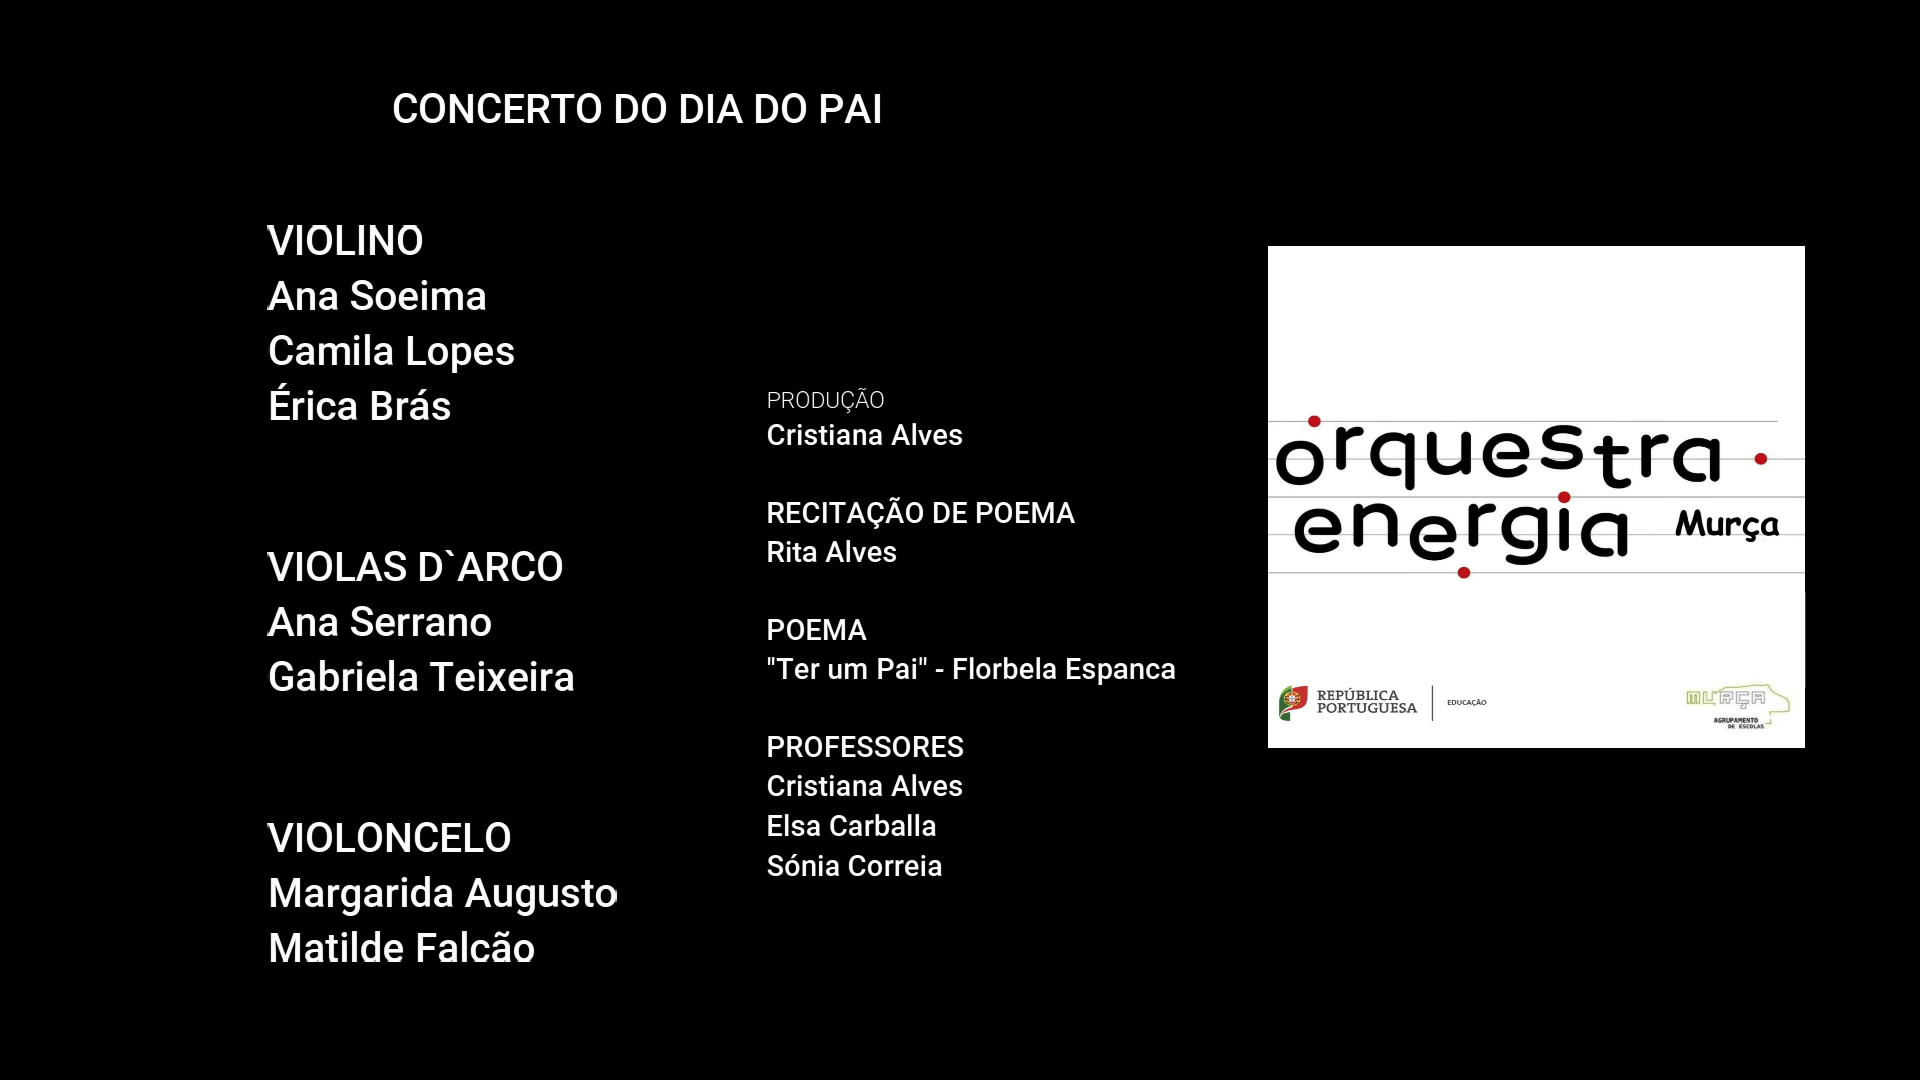 CONCERTO DO DIA DO PAI
VIOLINO
Ana Soeima
Camila Lopes
Érica Brás
VIOLAS D`ARCO
Ana Serrano
Gabriela Teixeira
VIOLONCELO
Margarida Augusto
Matilde Falcão
PRODUÇÃO
Cristiana Alves
RECITAÇÃO DE POEMA
Rita Alves
POEMA
"Ter um Pai" - Florbela Espanca
PROFESSORES
Cristiana Alves
Elsa Carballa
Sónia Correia
orquestra
energia Murça
REPÚBLICA
PORTUGUESA
EDUCAÇÃO
MURÇA
AGRUPAMENTO
DE ESCOLAS